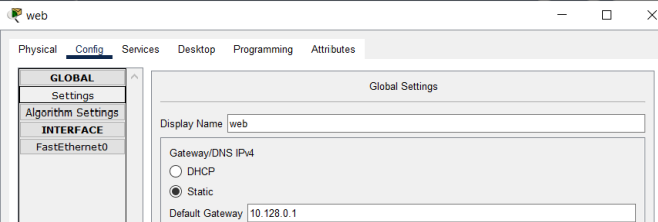 web
Physical Config Services Desktop Programming Attributes
GLOBAL
Settings
Algorithm Settings
INTERFACE
FastEthernet0
Global Settings
Display Name web
Gateway/DNS IPv4
DHCP
Static
Default Gateway 10.128.0.1